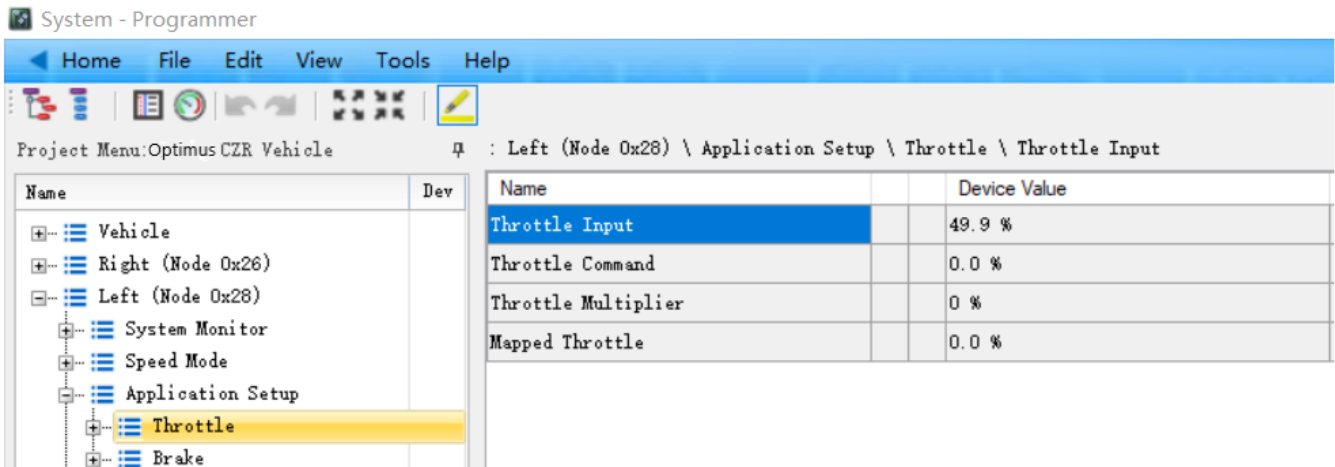 System - Programmer
Home File Edit View Tools Help
Project Menu:Optimus CZR Vehicle
: Left (Node 0x28) \ Application Setup \ Throttle \ Throttle Input
Name Dev
Vehicle
Right (Node 0x26)
Left (Node 0x28)
System Monitor
Speed Mode
Application Setup
Throttle
Brake
Name Device Value
Throttle Input 49.9 %
Throttle Command 0.0 %
Throttle Multiplier 0 %
Mapped Throttle 0.0 %